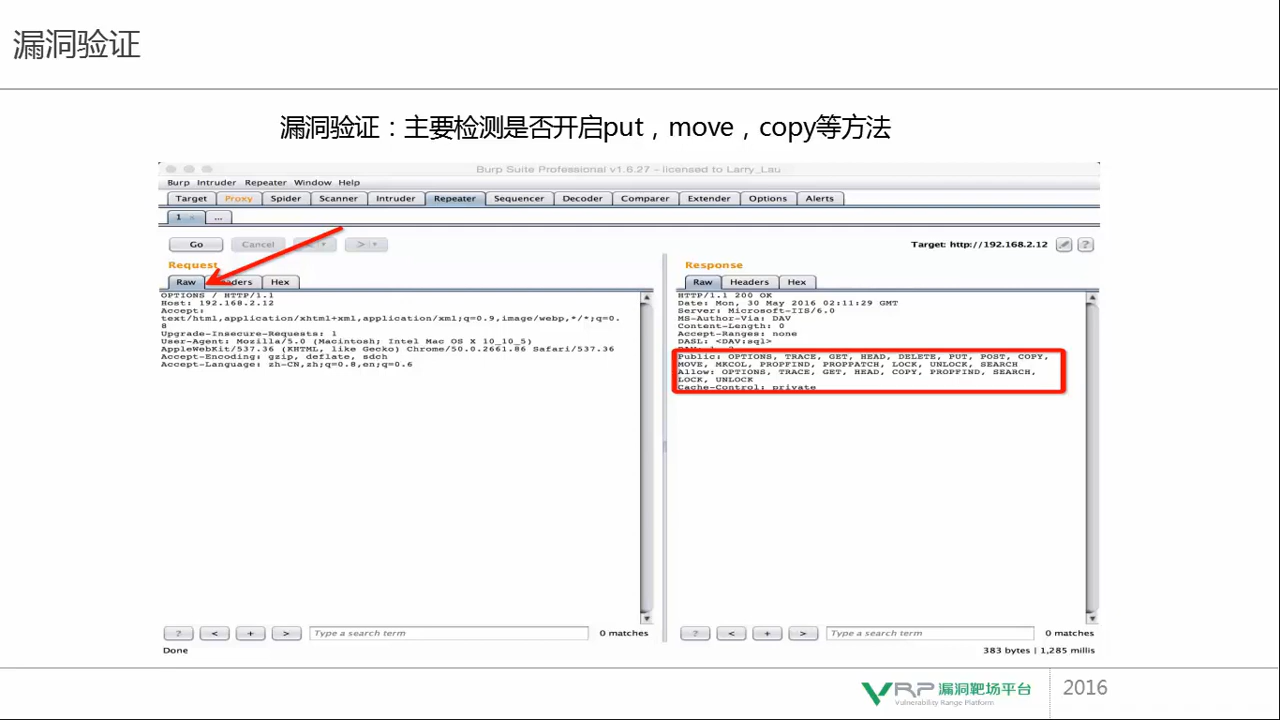 漏洞验证
漏洞验证：主要检测是否开启put，move，copy等方法
Burp Suite Professional v1.6.27 – licensed to Larry_Lau
Burp Intruder Repeater Window Help
Target Proxy Spider Scanner Intruder Repeater Sequencer Decoder Comparer Extender Options Alerts
1 × ...
Go Cancel < ▾ > ▾ Target: http://192.168.2.12 ?
Request
Raw Hex
OPTIONS / HTTP/1.1
Host: 192.168.2.12
Accept:
text/html,application/xhtml+xml,application/xml;q=0.9,image/webp,*/*;q=0.
8
Upgrade-Insecure-Requests: 1
User-Agent: Mozilla/5.0 (Macintosh; Intel Mac OS X 10_10_5)
AppleWebKit/537.36 (KHTML, like Gecko) Chrome/50.0.2661.86 Safari/537.36
Accept-Encoding: gzip, deflate, sdch
Accept-Language: zh-CN,zh;q=0.8,en;q=0.6
? < + > Type a search term 0 matches
Done
Response
Raw Headers Hex
HTTP/1.1 200 OK
Date: Mon, 30 May 2016 02:11:29 GMT
Server: Microsoft-IIS/6.0
MS-Author-Via: DAV
Content-Length: 0
Accept-Ranges: none
DASL: <DAV:sql>
Public: OPTIONS, TRACE, GET, HEAD, DELETE, PUT, POST, COPY,
MOVE, MKCOL, PROPFIND, PROPPATCH, LOCK, UNLOCK, SEARCH
Allow: OPTIONS, TRACE, GET, HEAD, COPY, PROPFIND, SEARCH,
LOCK, UNLOCK
Cache-Control: private
? < + > Type a search term 0 matches
383 bytes | 1,285 millis
VRP 漏洞靶场平台
Vulnerability Range Platform
2016